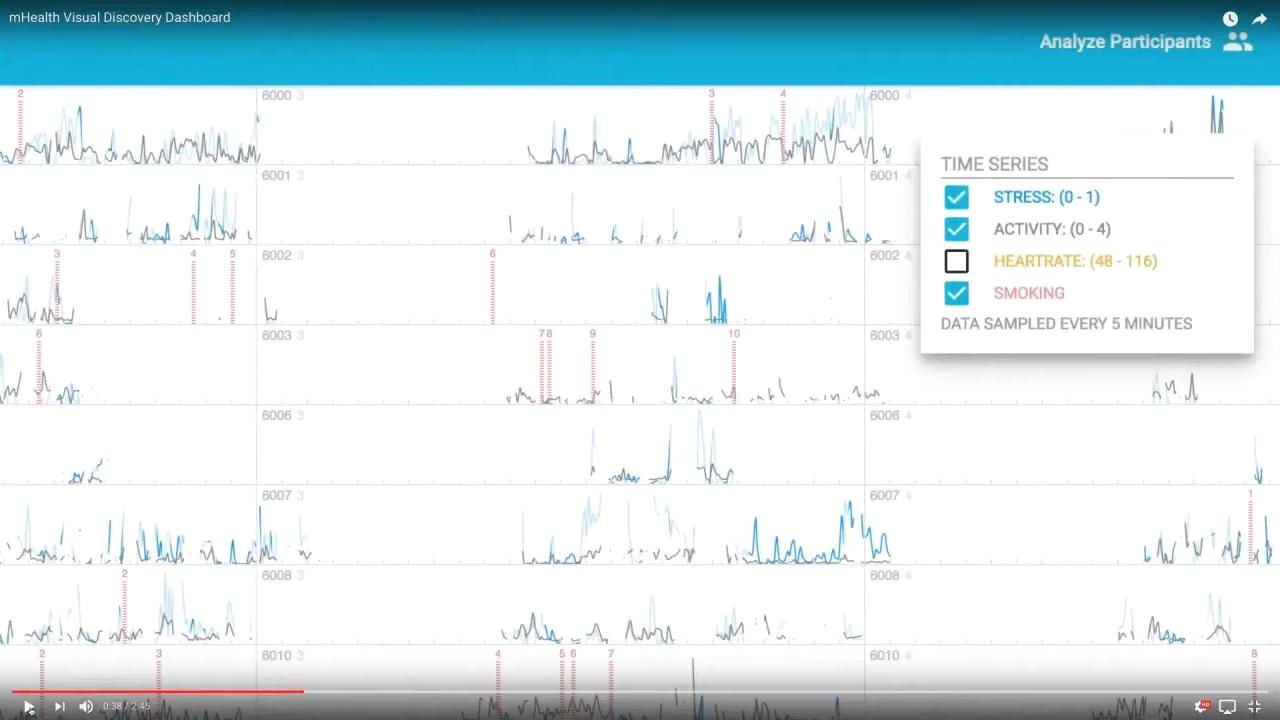 mHealth Visual Discovery Dashboard
Analyze Participants
2 6000 3 3 4 6000 4
TIME SERIES
6001 3 6001 4
STRESS: (0 - 1)
ACTIVITY: (0 - 4)
3 4 5 6002 3 6 6002 4
HEARTRATE: (48 - 116)
SMOKING
DATA SAMPLED EVERY 5 MINUTES
6 6003 3 7 8 9 10 6003 4
6006 3 6006 4
6007 3 6007 4 1
2 6008 3 6008 4
2 3 6010 3 4 5 6 7 6010 4 8
0:38 / 2:45 HD